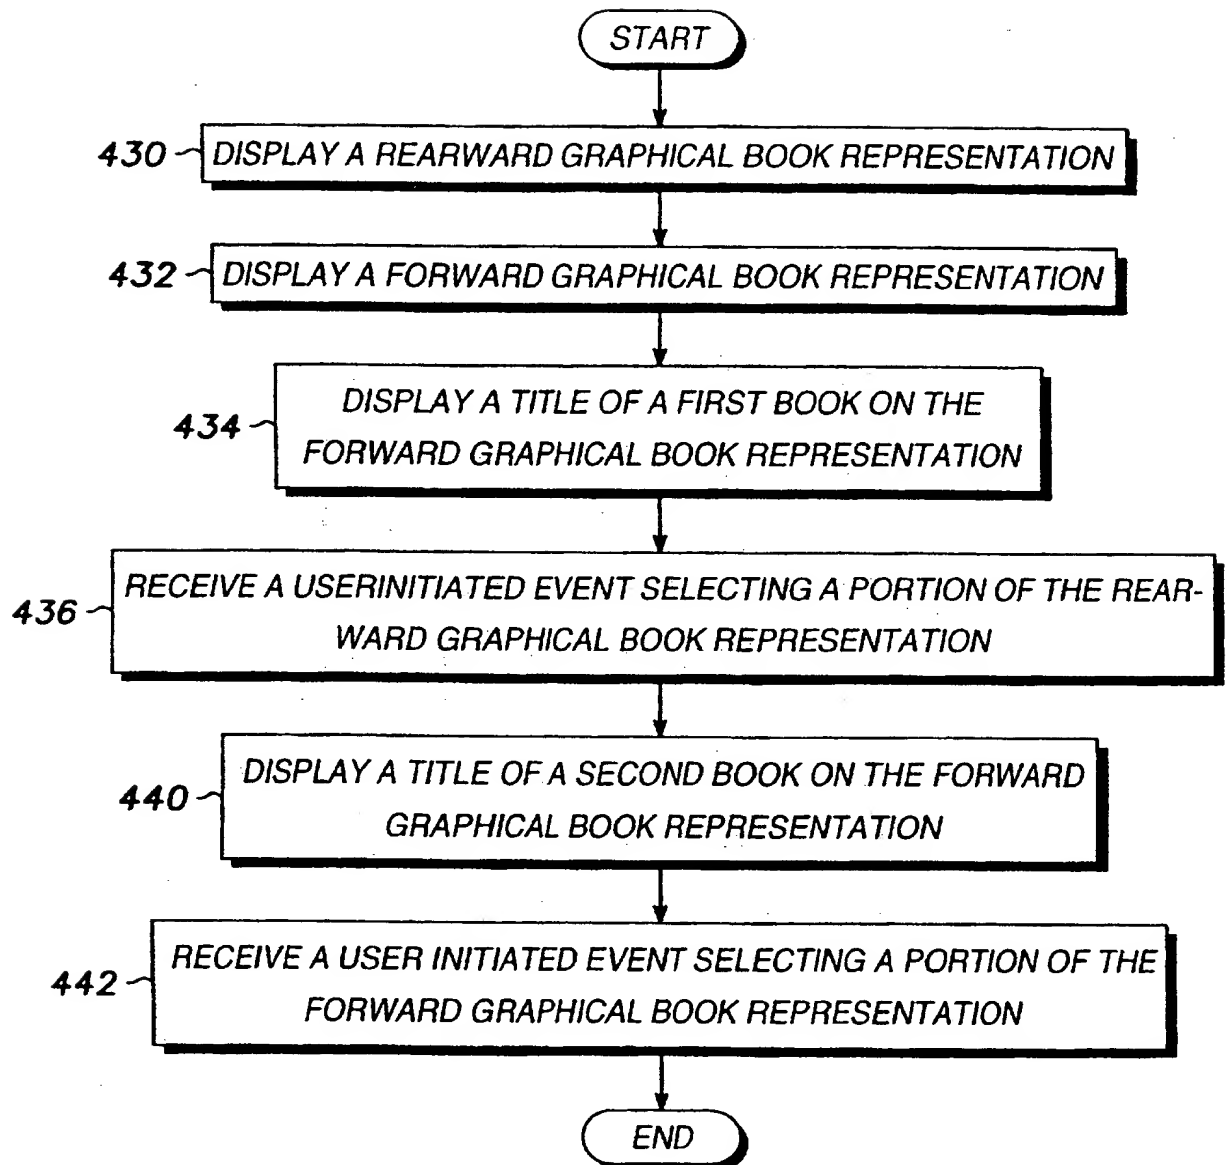 START
430 DISPLAY A REARWARD GRAPHICAL BOOK REPRESENTATION
432 DISPLAY A FORWARD GRAPHICAL BOOK REPRESENTATION
434 DISPLAY A TITLE OF A FIRST BOOK ON THE
FORWARD GRAPHICAL BOOK REPRESENTATION
436 RECEIVE A USERINITIATED EVENT SELECTING A PORTION OF THE REAR-
WARD GRAPHICAL BOOK REPRESENTATION
440 DISPLAY A TITLE OF A SECOND BOOK ON THE FORWARD
GRAPHICAL BOOK REPRESENTATION
442 RECEIVE A USER INITIATED EVENT SELECTING A PORTION OF THE
FORWARD GRAPHICAL BOOK REPRESENTATION
END